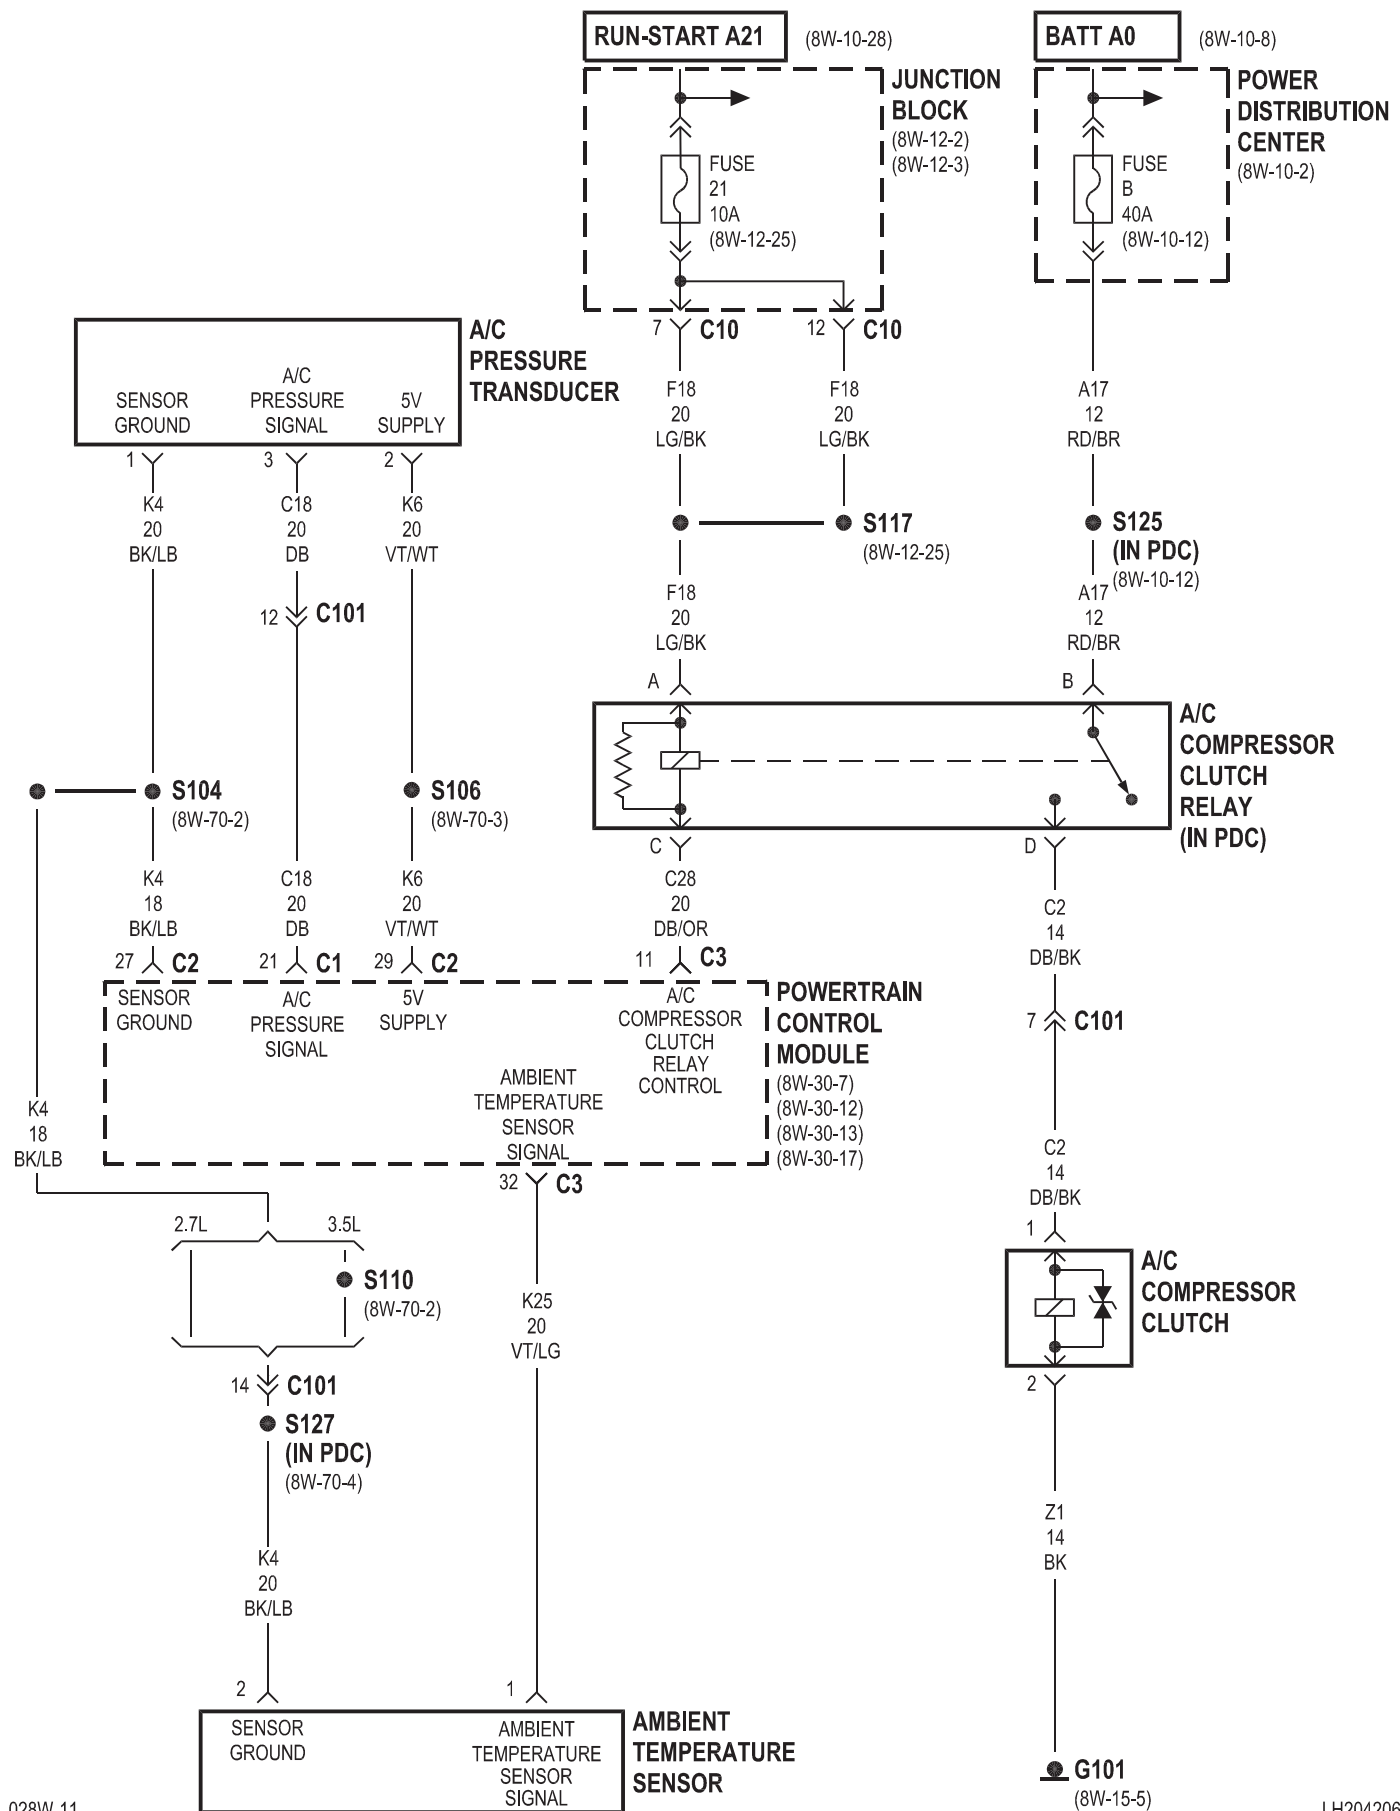 RUN-START A21
(8W-10-28)
BATT A0
(8W-10-8)
JUNCTION
BLOCK
(8W-12-2)
(8W-12-3)
POWER
DISTRIBUTION
CENTER
(8W-10-2)
FUSE
21
10A
(8W-12-25)
FUSE
B
40A
(8W-10-12)
7
C10
12
C10
A/C
PRESSURE
TRANSDUCER
SENSOR
GROUND
A/C
PRESSURE
SIGNAL
5V
SUPPLY
F18
20
LG/BK
F18
20
LG/BK
A17
12
RD/BR
1
3
2
K4
20
BK/LB
C18
20
DB
K6
20
VT/WT
S117
(8W-12-25)
S125
(IN PDC)
(8W-10-12)
12
C101
F18
20
LG/BK
A17
12
RD/BR
A
B
A/C
COMPRESSOR
CLUTCH
RELAY
(IN PDC)
S104
(8W-70-2)
S106
(8W-70-3)
C
D
K4
18
BK/LB
C18
20
DB
K6
20
VT/WT
C28
20
DB/OR
C2
14
DB/BK
27
C2
21
C1
29
C2
11
C3
SENSOR
GROUND
A/C
PRESSURE
SIGNAL
5V
SUPPLY
A/C
COMPRESSOR
CLUTCH
RELAY
CONTROL
POWERTRAIN
CONTROL
MODULE
(8W-30-7)
(8W-30-12)
(8W-30-13)
(8W-30-17)
7
C101
AMBIENT
TEMPERATURE
SENSOR
SIGNAL
K4
18
BK/LB
32
C3
C2
14
DB/BK
1
2.7L
3.5L
S110
(8W-70-2)
K25
20
VT/LG
A/C
COMPRESSOR
CLUTCH
2
14
C101
S127
(IN PDC)
(8W-70-4)
K4
20
BK/LB
Z1
14
BK
2
1
SENSOR
GROUND
AMBIENT
TEMPERATURE
SENSOR
SIGNAL
AMBIENT
TEMPERATURE
SENSOR
G101
(8W-15-5)
028W-11
LH204206